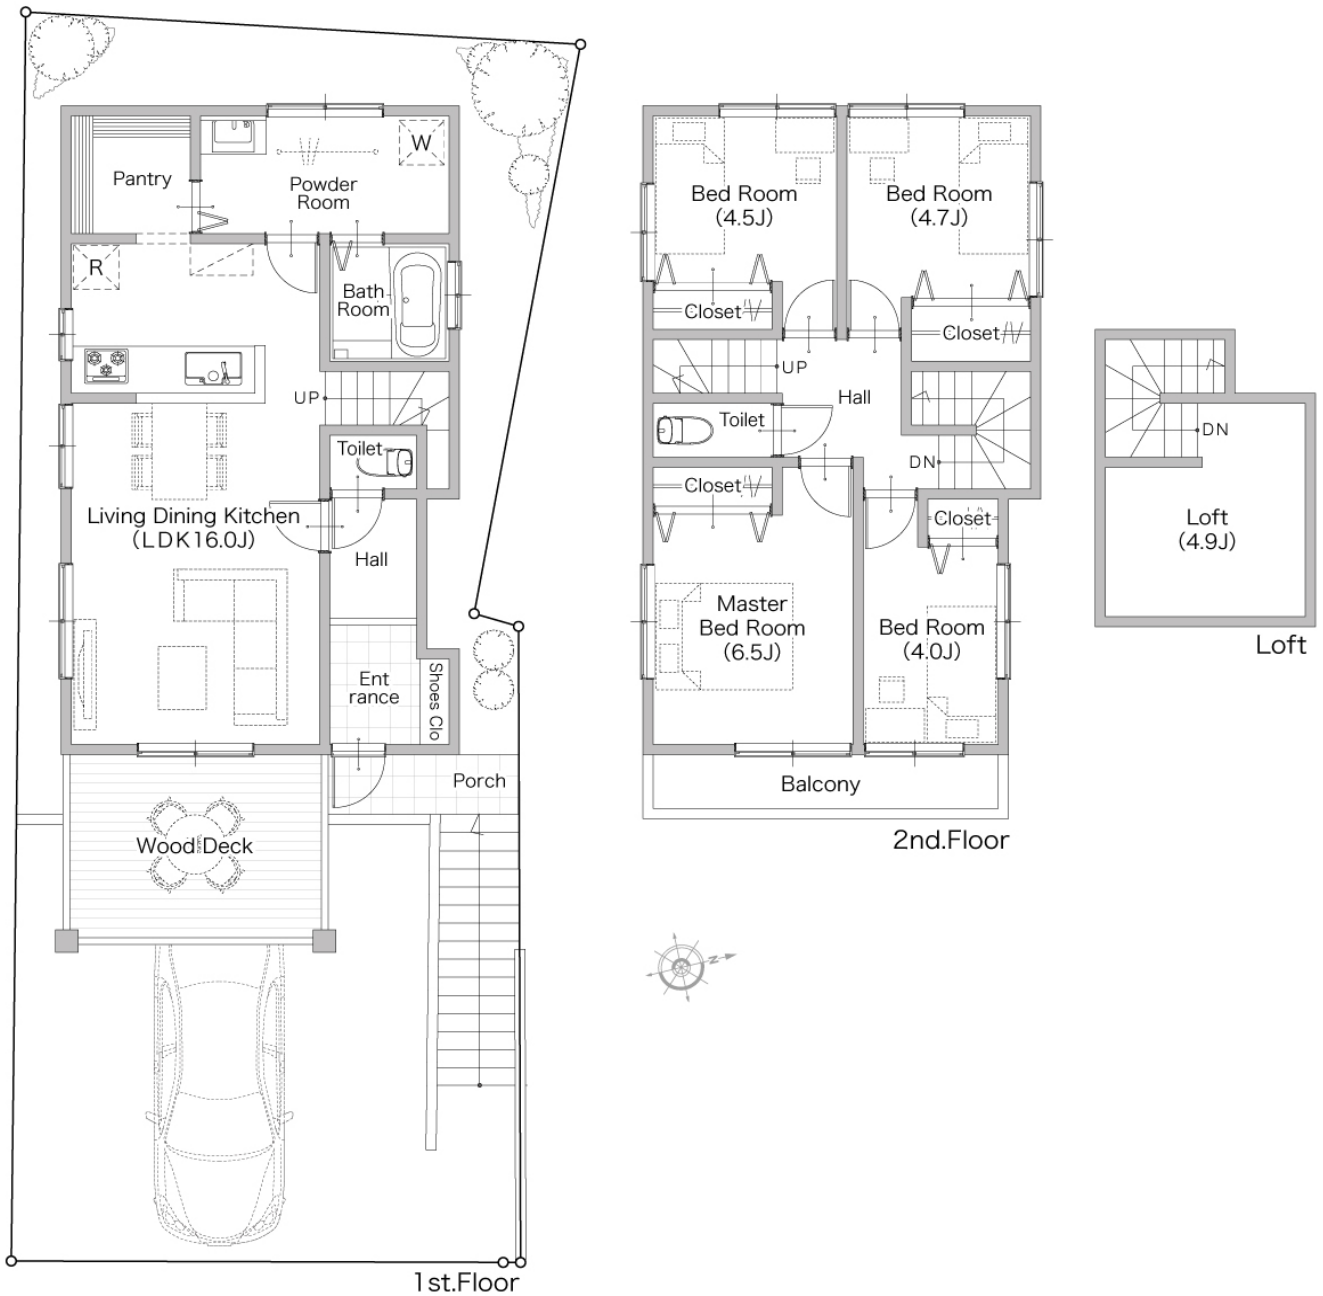 Pantry
Powder
Room
W
R
Bath
Room
UP
Toilet
Living Dining Kitchen
(LDK16.0J)
Hall
Ent
rance
Shoes Clo
Porch
Wood Deck
1st.Floor
Bed Room
(4.5J)
Bed Room
(4.7J)
Closet
Closet
UP
Hall
Toilet
DN
Closet
Closet
Master
Bed Room
(6.5J)
Bed Room
(4.0J)
Balcony
2nd.Floor
N
DN
Loft
(4.9J)
Loft